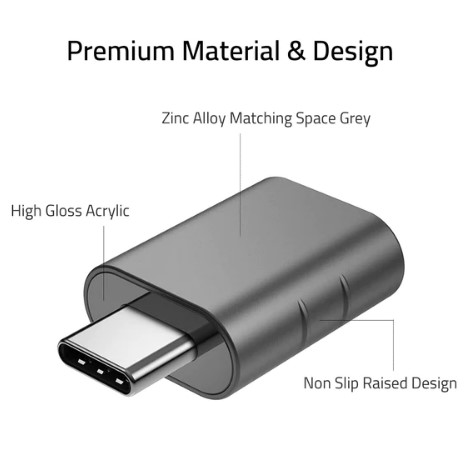 Premium Material & Design
Zinc Alloy Matching Space Grey
High Gloss Acrylic
Non Slip Raised Design